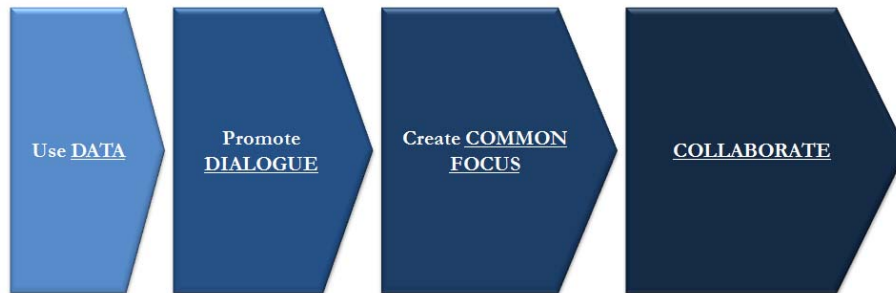 Use DATA
Promote
DIALOGUE
Create COMMON
FOCUS
COLLABORATE